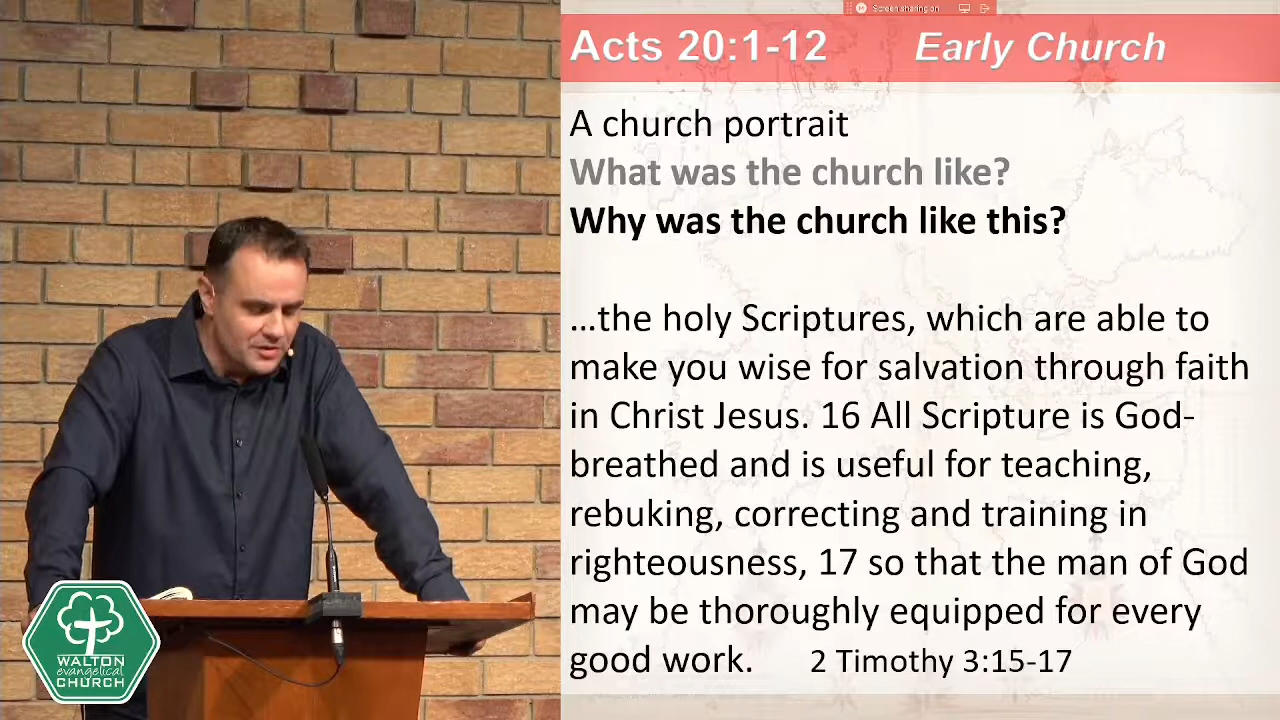 Screen sharing on
Acts 20:1-12 Early Church
A church portrait
What was the church like?
Why was the church like this?
…the holy Scriptures, which are able to
make you wise for salvation through faith
in Christ Jesus. 16 All Scripture is God-
breathed and is useful for teaching,
rebuking, correcting and training in
righteousness, 17 so that the man of God
may be thoroughly equipped for every
good work. 2 Timothy 3:15-17
WALTON
evangelical
CHURCH